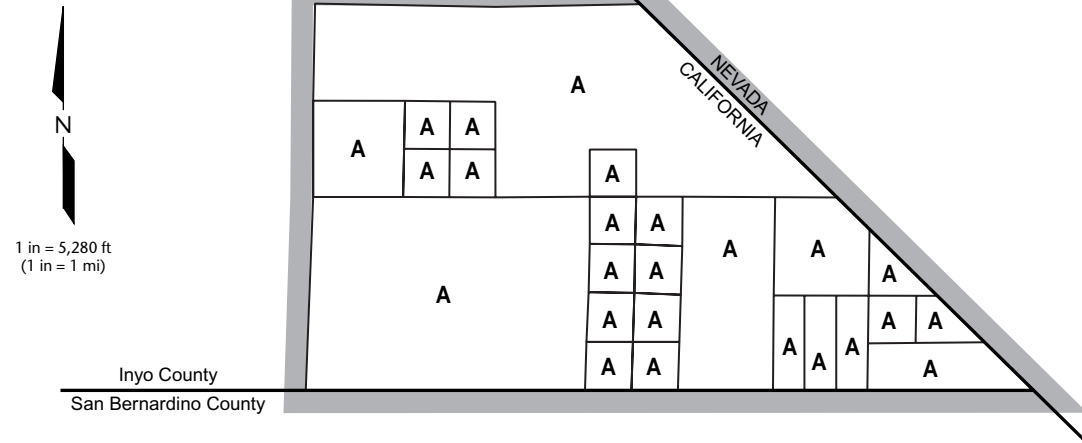 NEVADA
CALIFORNIA
A
N
A A
A
A A
A
A A
A A
A
A A
1 in = 5,280 ft
(1 in = 1 mi)
A
A A
A A
A A
A
A
A A
A
Inyo County
San Bernardino County